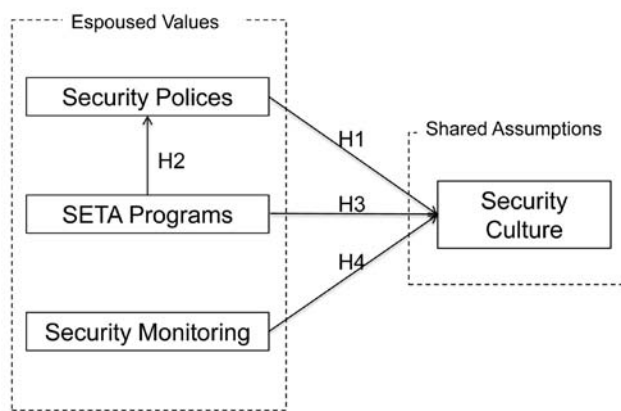 Espoused Values
Security Polices
H1
Shared Assumptions
H2
SETA Programs
H3
Security
Culture
H4
Security Monitoring